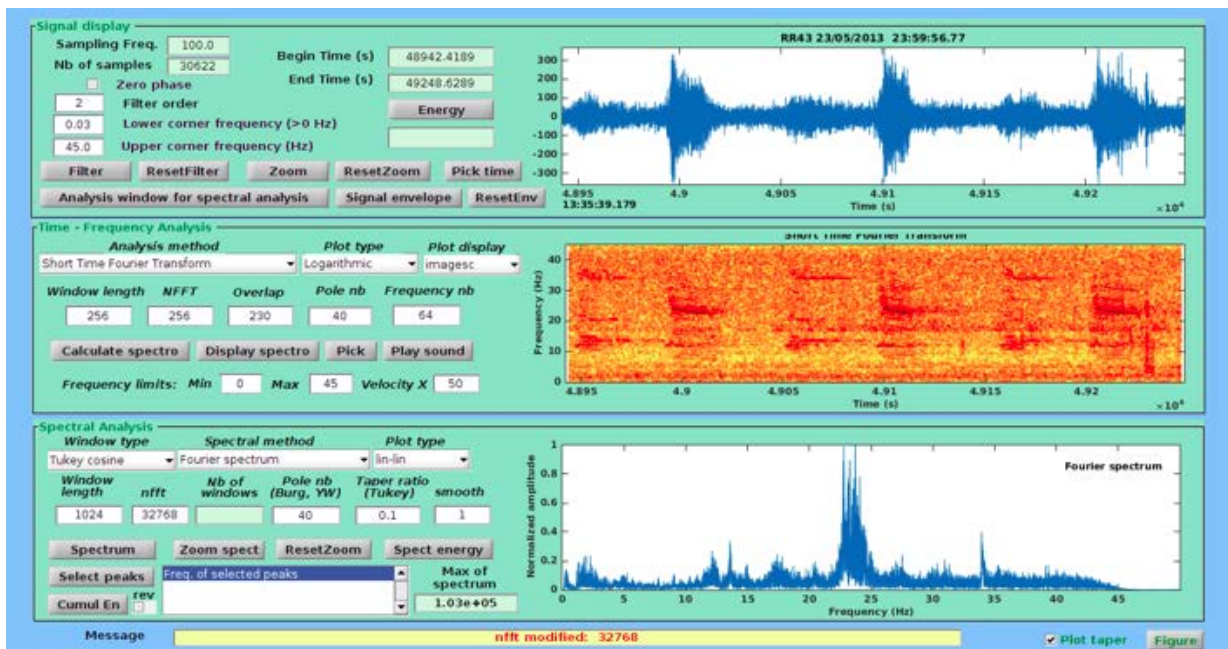 Signal display
Sampling Freq. 100.0
Nb of samples 30622
Zero phase
2 Filter order
0.03 Lower corner frequency (>0 Hz)
45.0 Upper corner frequency (Hz)
Begin Time (s) 48942.4189
End Time (s) 49248.6289
Energy
Filter ResetFilter Zoom ResetZoom Pick time
Analysis window for spectral analysis Signal envelope ResetEnv
RR43 23/05/2013 23:59:56.77
300
200
100
0
-100
-200
-300
4.895 4.9 4.905 4.91 4.915 4.92
13:35:39.179 Time (s) ×10⁴
Time - Frequency Analysis
Analysis method Plot type Plot display
Short Time Fourier Transform Logarithmic imagesc
Window length NFFT Overlap Pole nb Frequency nb
256 256 230 40 64
Calculate spectro Display spectro Pick Play sound
Frequency limits: Min 0 Max 45 Velocity X 50
Short Time Fourier Transform
Frequency (Hz)
40
30
20
10
0
4.895 4.9 4.905 4.91 4.915 4.92
Time (s) ×10⁴
Spectral Analysis
Window type Spectral method Plot type
Tukey cosine Fourier spectrum lin-lin
Window length nfft Nb of windows Pole nb (Burg, YW) Taper ratio (Tukey) smooth
1024 32768 40 0.1 1
Spectrum Zoom spect ResetZoom Spect energy
Select peaks Freq. of selected peaks Max of spectrum
Cumul En rev 1.03e+05
Fourier spectrum
Normalized amplitude
1
0.8
0.6
0.4
0.2
0
0 5 10 15 20 25 30 35 40 45
Frequency (Hz)
Message nfft modified: 32768 Plot taper Figure